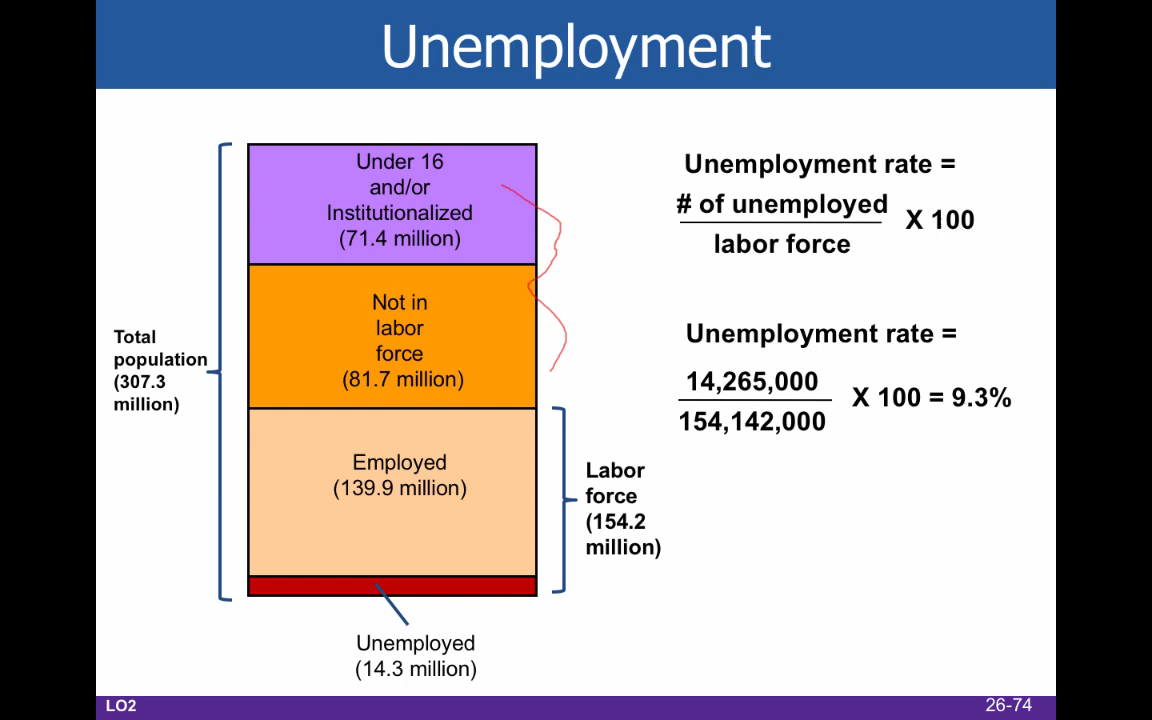 Unemployment
Under 16
and/or
Institutionalized
(71.4 million)
Not in
labor
force
(81.7 million)
Total
population
(307.3
million)
Employed
(139.9 million)
Labor
force
(154.2
million)
Unemployed
(14.3 million)
Unemployment rate =
# of unemployed
labor force
X 100
Unemployment rate =
14,265,000
154,142,000
X 100 = 9.3%
LO2
26-74